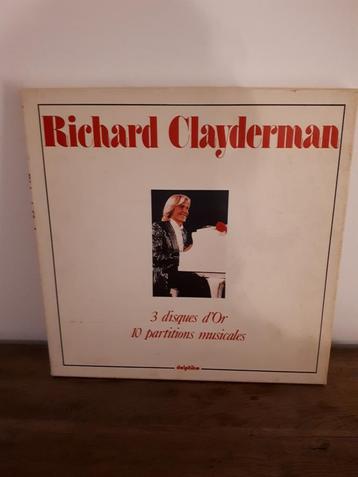 Richard Clayderman
3 disques d'Or
10 partitions musicales
delphine